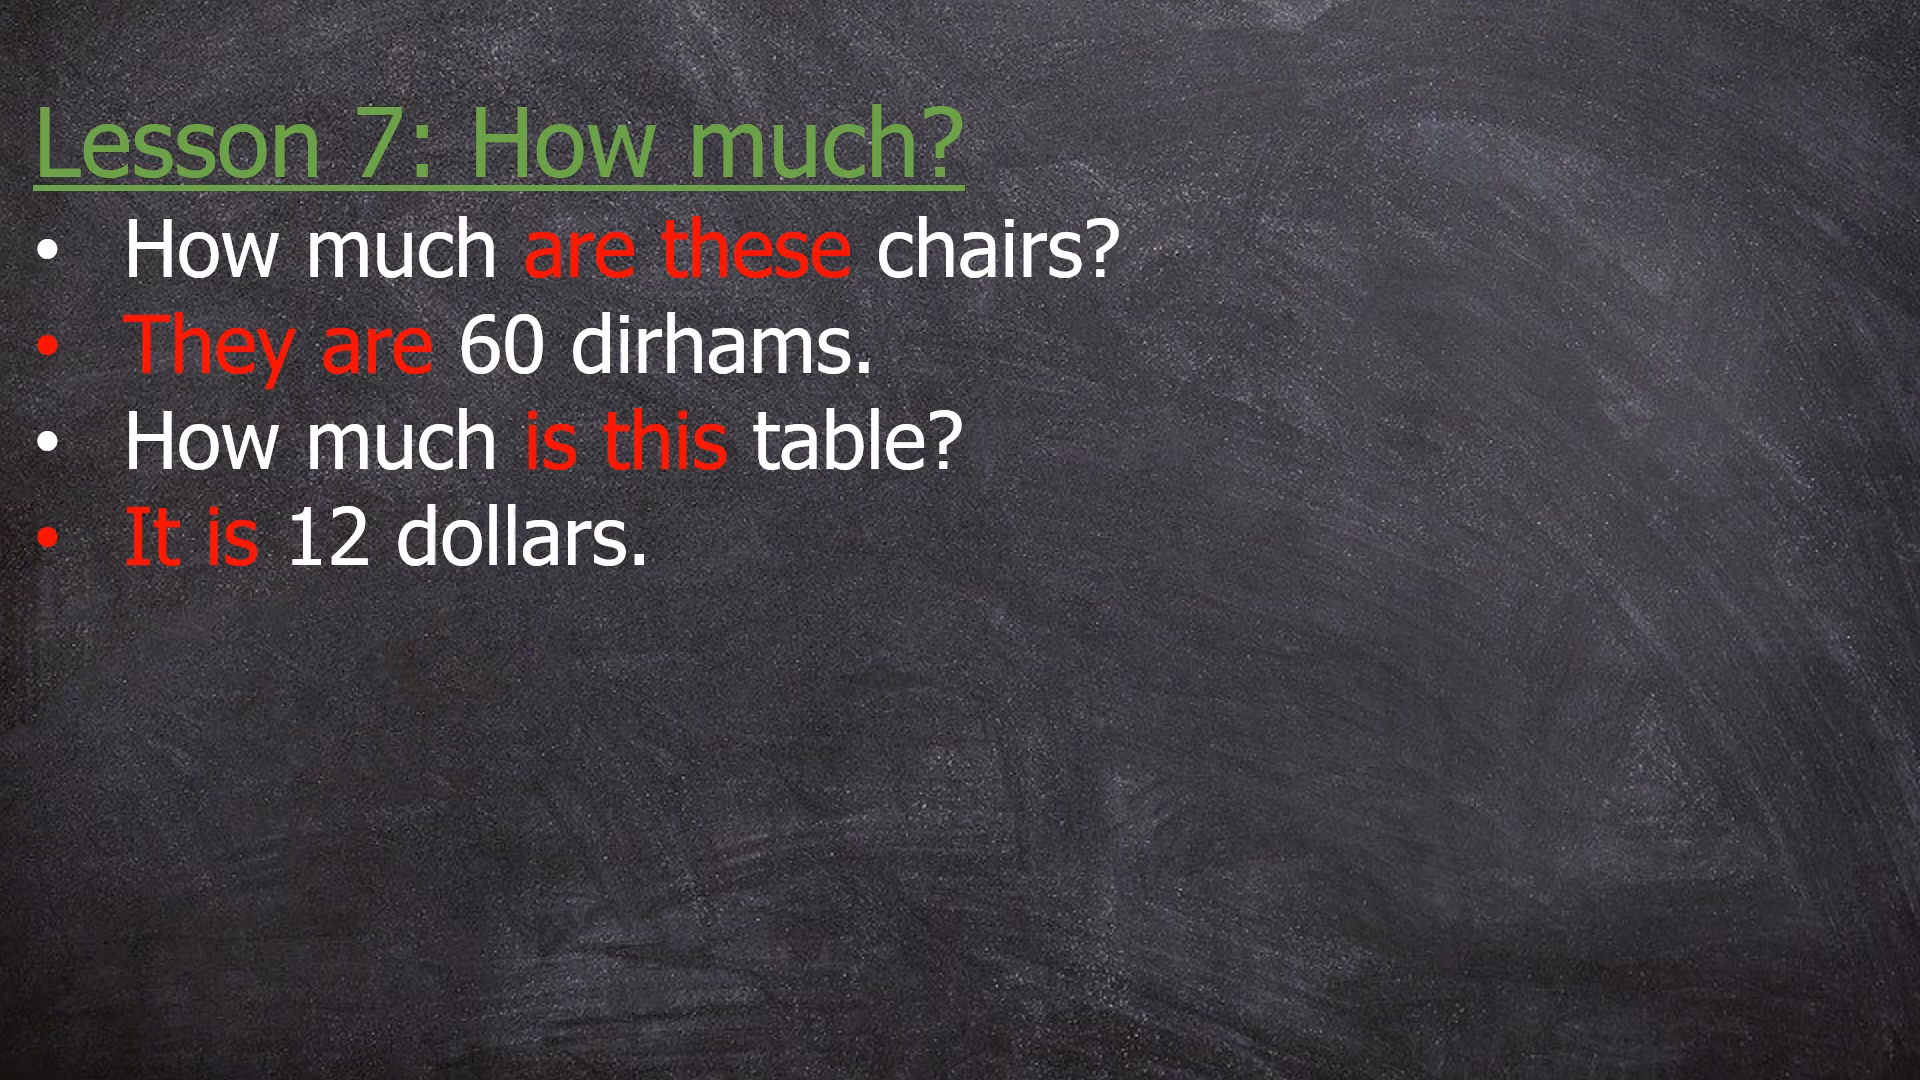 Lesson 7: How much?
• How much are these chairs?
• They are 60 dirhams.
• How much is this table?
• It is 12 dollars.